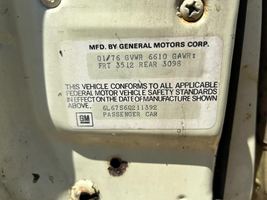 MFD. BY GENERAL MOTORS CORP.
01/76 GVWR 6610 GAWR:
FRT 3512 REAR 3098
THIS VEHICLE CONFORMS TO ALL APPLICABLE
FEDERAL MOTOR VEHICLE SAFETY STANDARDS
IN EFFECT ON THE DATE OF MANUFACTURE SHOWN
ABOVE.
6L67S6Q211392
PASSENGER CAR
GM